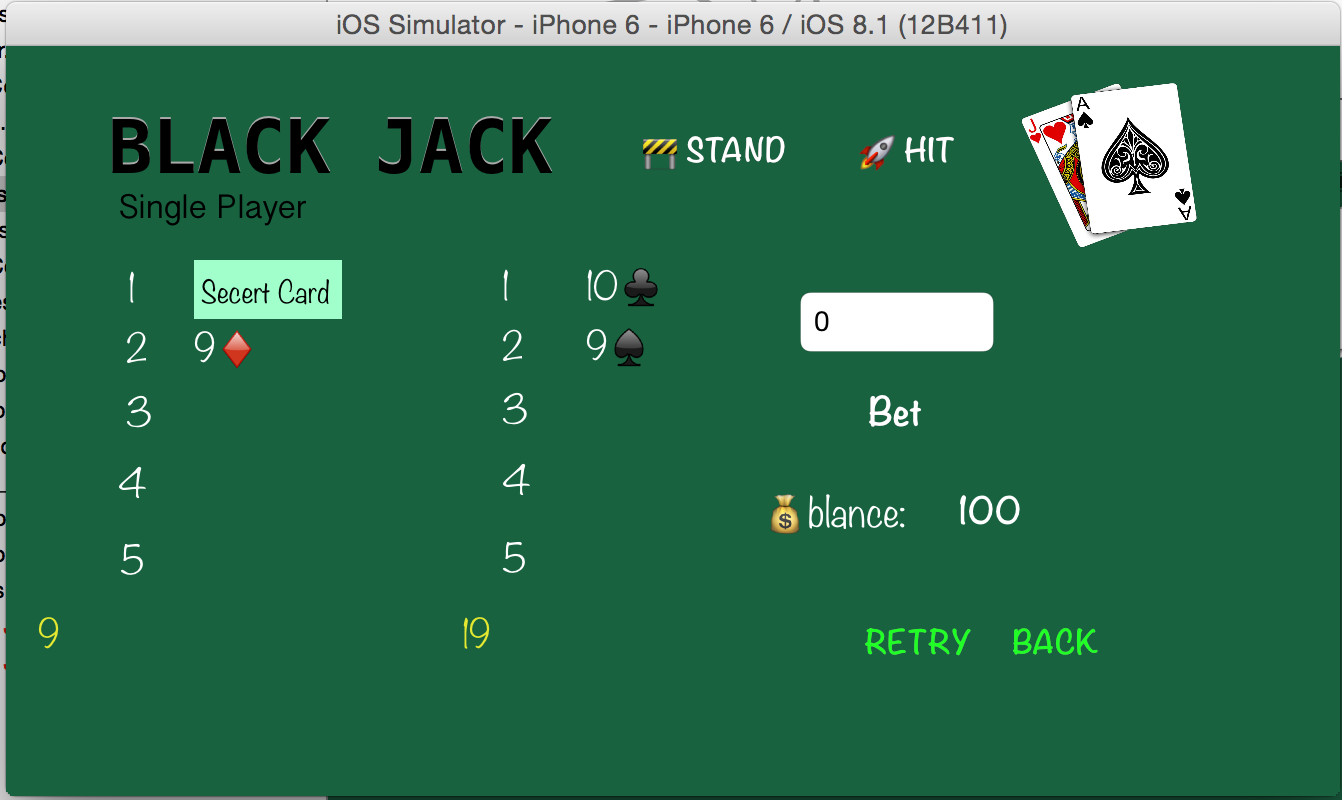 iOS Simulator - iPhone 6 - iPhone 6 / iOS 8.1 (12B411)
BLACK JACK
Single Player
🚧 STAND
🚀 HIT
J♥
A♠
A♠
1 Secert Card
2 9♦
3
4
5
9
1 10♣
2 9♠
3
4
5
19
0
Bet
💰blance: 100
RETRY BACK